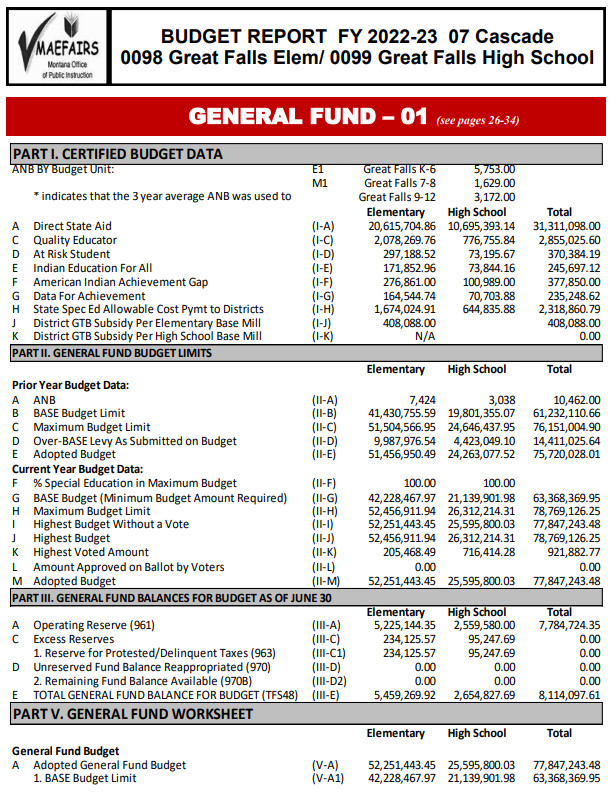 MAEFAIRS
Montana Office
of Public Instruction
BUDGET REPORT FY 2022-23 07 Cascade
0098 Great Falls Elem/ 0099 Great Falls High School
GENERAL FUND – 01 (see pages 26-34)
PART I. CERTIFIED BUDGET DATA
ANB BY Budget Unit: E1 Great Falls K-6 5,753.00
M1 Great Falls 7-8 1,629.00
* indicates that the 3 year average ANB was used to Great Falls 9-12 3,172.00
Elementary High School Total
A Direct State Aid (I-A) 20,615,704.86 10,695,393.14 31,311,098.00
C Quality Educator (I-C) 2,078,269.76 776,755.84 2,855,025.60
D At Risk Student (I-D) 297,188.52 73,195.67 370,384.19
E Indian Education For All (I-E) 171,852.96 73,844.16 245,697.12
F American Indian Achievement Gap (I-F) 276,861.00 100,989.00 377,850.00
G Data For Achievement (I-G) 164,544.74 70,703.88 235,248.62
H State Spec Ed Allowable Cost Pymt to Districts (I-H) 1,674,024.91 644,835.88 2,318,860.79
J District GTB Subsidy Per Elementary Base Mill (I-J) 408,088.00 408,088.00
K District GTB Subsidy Per High School Base Mill (I-K) N/A 0.00
PART II. GENERAL FUND BUDGET LIMITS
Elementary High School Total
Prior Year Budget Data:
A ANB (II-A) 7,424 3,038 10,462.00
B BASE Budget Limit (II-B) 41,430,755.59 19,801,355.07 61,232,110.66
C Maximum Budget Limit (II-C) 51,504,566.95 24,646,437.95 76,151,004.90
D Over-BASE Levy As Submitted on Budget (II-D) 9,987,976.54 4,423,049.10 14,411,025.64
E Adopted Budget (II-E) 51,456,950.49 24,263,077.52 75,720,028.01
Current Year Budget Data:
F % Special Education in Maximum Budget (II-F) 100.00 100.00
G BASE Budget (Minimum Budget Amount Required) (II-G) 42,228,467.97 21,139,901.98 63,368,369.95
H Maximum Budget Limit (II-H) 52,456,911.94 26,312,214.31 78,769,126.25
I Highest Budget Without a Vote (II-I) 52,251,443.45 25,595,800.03 77,847,243.48
J Highest Budget (II-J) 52,456,911.94 26,312,214.31 78,769,126.25
K Highest Voted Amount (II-K) 205,468.49 716,414.28 921,882.77
L Amount Approved on Ballot by Voters (II-L) 0.00 0.00
M Adopted Budget (II-M) 52,251,443.45 25,595,800.03 77,847,243.48
PART III. GENERAL FUND BALANCES FOR BUDGET AS OF JUNE 30
Elementary High School Total
A Operating Reserve (961) (III-A) 5,225,144.35 2,559,580.00 7,784,724.35
C Excess Reserves (III-C) 234,125.57 95,247.69 0.00
1. Reserve for Protested/Delinquent Taxes (963) (III-C1) 234,125.57 95,247.69 0.00
D Unreserved Fund Balance Reappropriated (970) (III-D) 0.00 0.00 0.00
2. Remaining Fund Balance Available (970B) (III-D2) 0.00 0.00 0.00
E TOTAL GENERAL FUND BALANCE FOR BUDGET (TFS48) (III-E) 5,459,269.92 2,654,827.69 8,114,097.61
PART V. GENERAL FUND WORKSHEET
Elementary High School Total
General Fund Budget
A Adopted General Fund Budget (V-A) 52,251,443.45 25,595,800.03 77,847,243.48
1. BASE Budget Limit (V-A1) 42,228,467.97 21,139,901.98 63,368,369.95